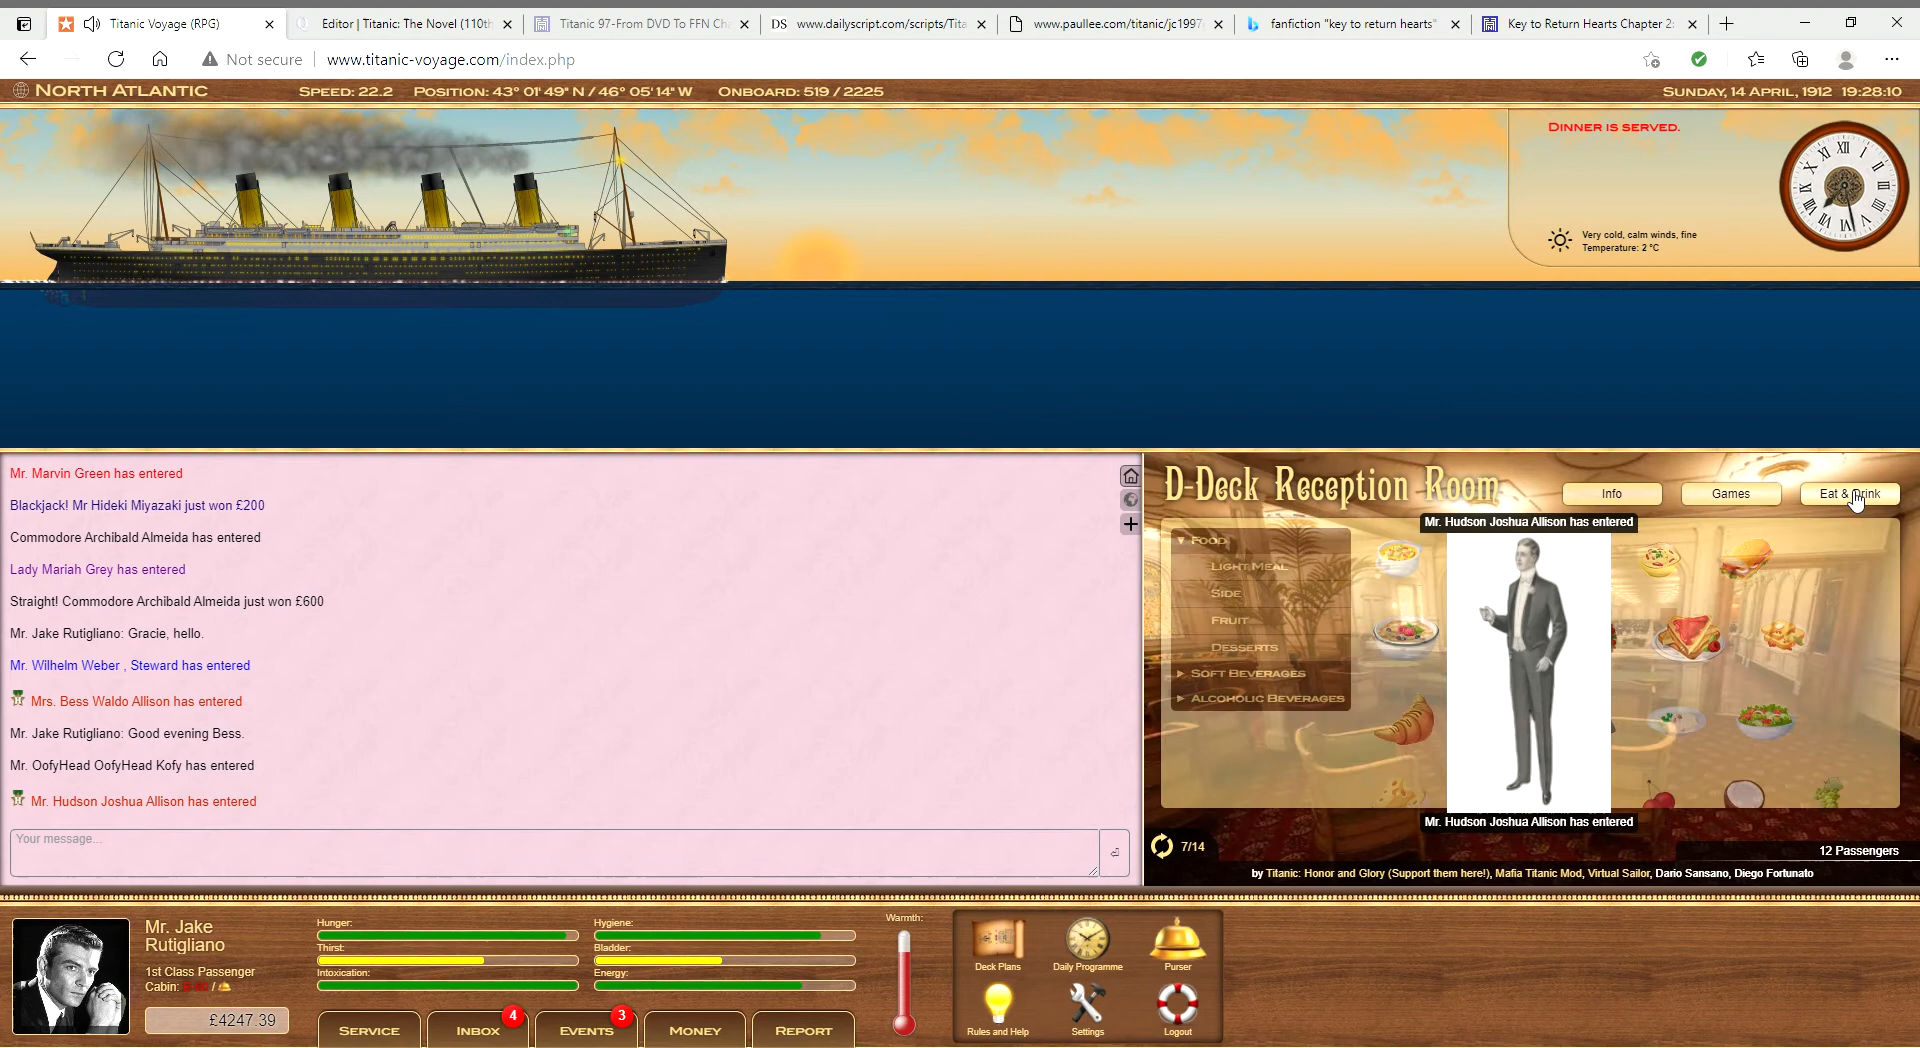 Titanic Voyage (RPG)
Editor | Titanic: The Novel (110th
Titanic 97-From DVD To FFN Ch
DS www.dailyscript.com/scripts/Tita
www.paullee.com/titanic/jc1997
fanfiction "key to return hearts"
Key to Return Hearts Chapter 2:
Not secure
www.titanic-voyage.com/index.php
North Atlantic
Speed: 22.2
Position: 43° 01' 49" N / 46° 05' 14" W
Onboard: 519 / 2225
Sunday, 14 April, 1912 19:28:10
Dinner is served.
XII I II III IV V VI VII VIII IX X XI
Very cold, calm winds, fine
Temperature: 2 °C
Mr. Marvin Green has entered
Blackjack! Mr Hideki Miyazaki just won £200
Commodore Archibald Almeida has entered
Lady Mariah Grey has entered
Straight! Commodore Archibald Almeida just won £600
Mr. Jake Rutigliano: Gracie, hello.
Mr. Wilhelm Weber , Steward has entered
Mrs. Bess Waldo Allison has entered
Mr. Jake Rutigliano: Good evening Bess.
Mr. OofyHead OofyHead Kofy has entered
Mr. Hudson Joshua Allison has entered
Your message...
D-Deck Reception Room
Info
Games
Eat & Drink
Mr. Hudson Joshua Allison has entered
Food
Light Meal
Side
Fruit
Desserts
Soft Beverages
Alcoholic Beverages
Mr. Hudson Joshua Allison has entered
7/14
12 Passengers
by Titanic: Honor and Glory (Support them here!), Mafia Titanic Mod, Virtual Sailor, Dario Sansano, Diego Fortunato
Mr. Jake
Rutigliano
1st Class Passenger
Cabin: /
£4247.39
Hunger:
Thirst:
Intoxication:
Hygiene:
Bladder:
Energy:
Warmth:
Service
Inbox
4
Events
3
Money
Report
Deck Plans
Daily Programme
Purser
Rules and Help
Settings
Logout